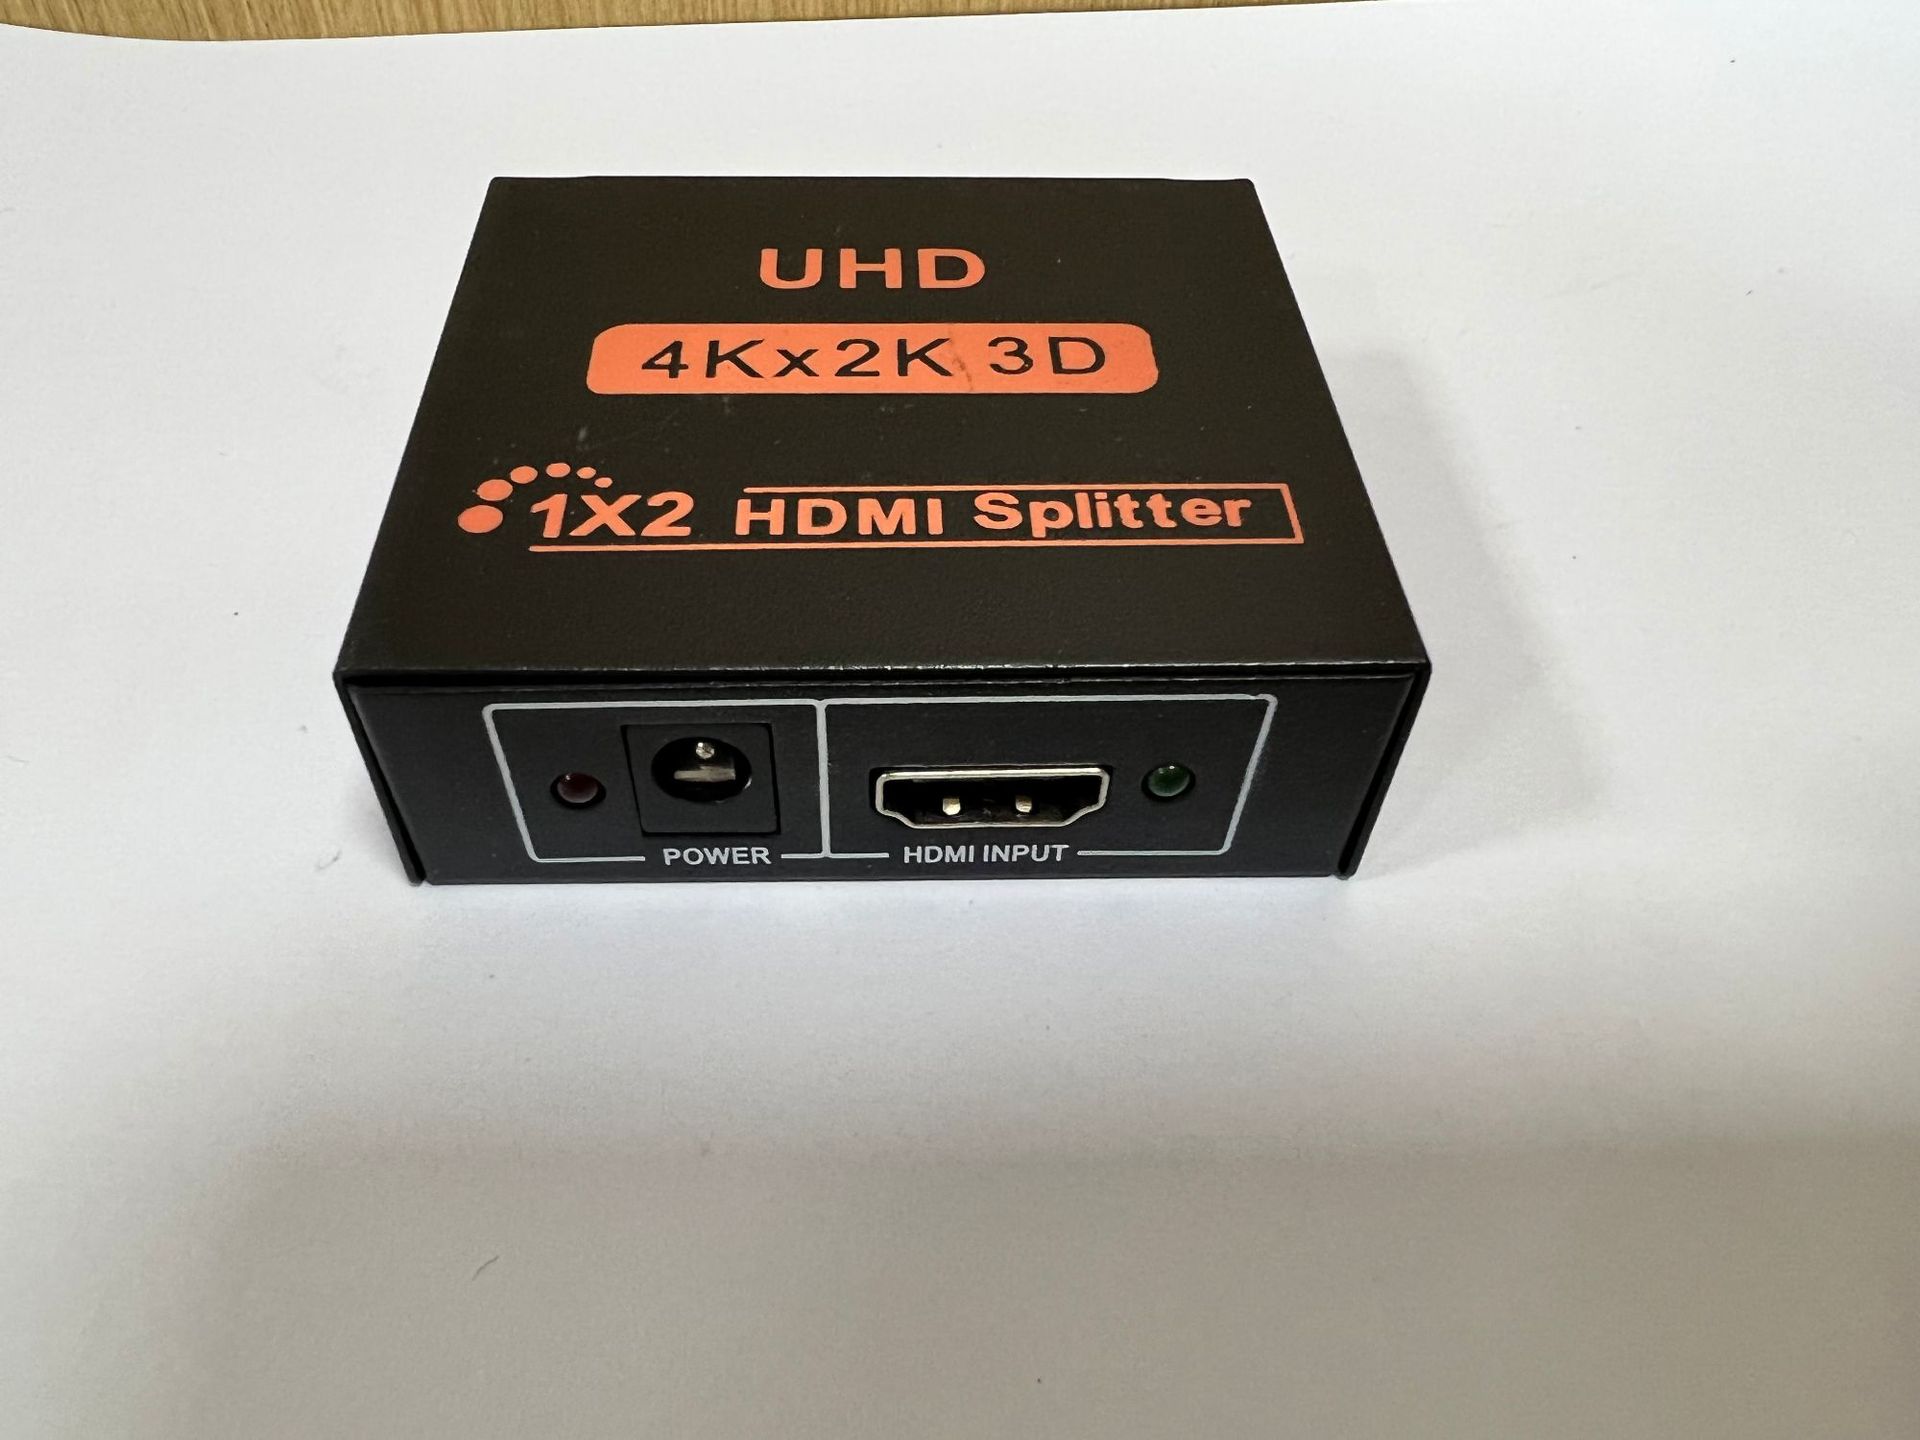 UHD
4Kx2K 3D
1X2 HDMI Splitter
POWER
HDMI INPUT